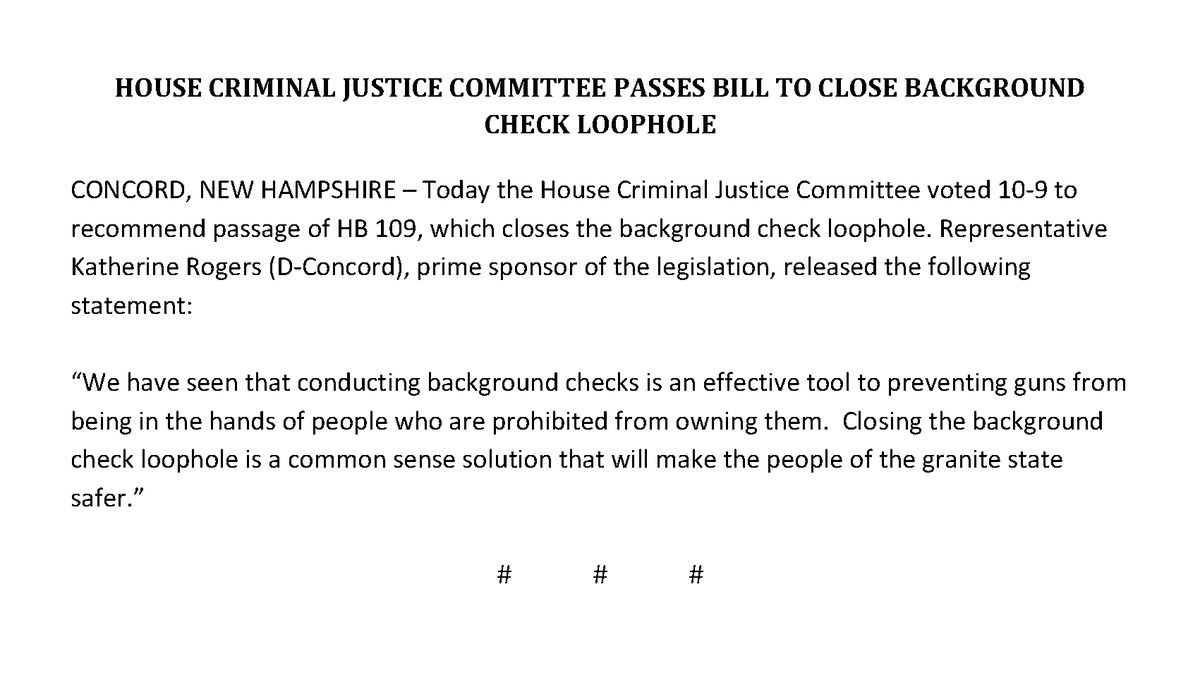 HOUSE CRIMINAL JUSTICE COMMITTEE PASSES BILL TO CLOSE BACKGROUND
CHECK LOOPHOLE
CONCORD, NEW HAMPSHIRE – Today the House Criminal Justice Committee voted 10-9 to
recommend passage of HB 109, which closes the background check loophole. Representative
Katherine Rogers (D-Concord), prime sponsor of the legislation, released the following
statement:
“We have seen that conducting background checks is an effective tool to preventing guns from
being in the hands of people who are prohibited from owning them.  Closing the background
check loophole is a common sense solution that will make the people of the granite state
safer.”
# # #